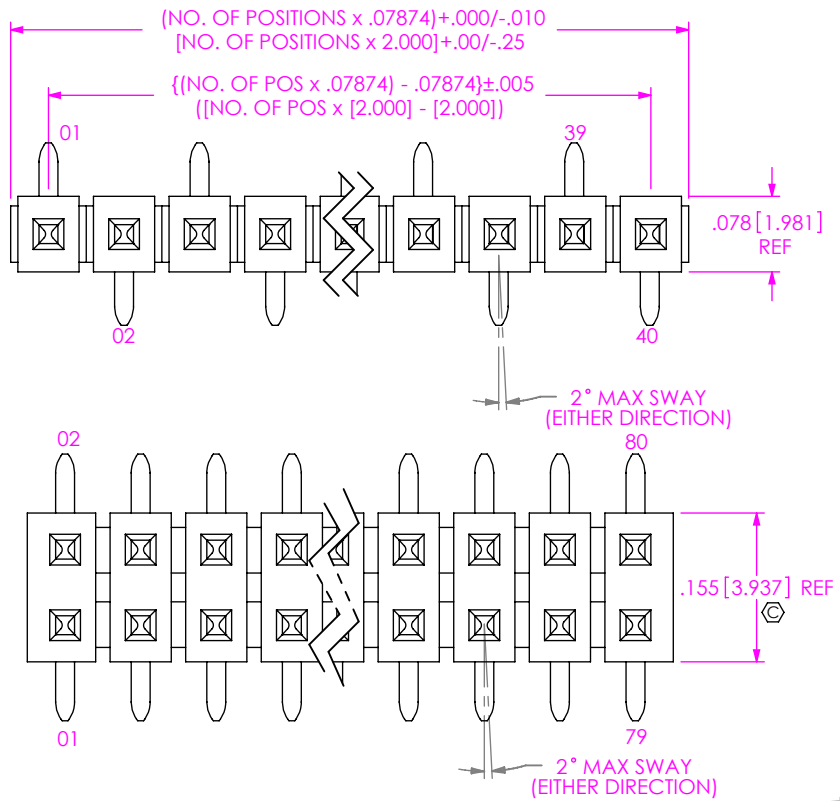 (NO. OF POSITIONS x .07874)+.000/-.010
[NO. OF POSITIONS x 2.000]+.00/-.25
{(NO. OF POS x .07874) - .07874}±.005
([NO. OF POS x [2.000] - [2.000])
01
39
.078[1.981]
REF
02
40
2° MAX SWAY
(EITHER DIRECTION)
02
80
.155[3.937] REF
C
01
79
2° MAX SWAY
(EITHER DIRECTION)